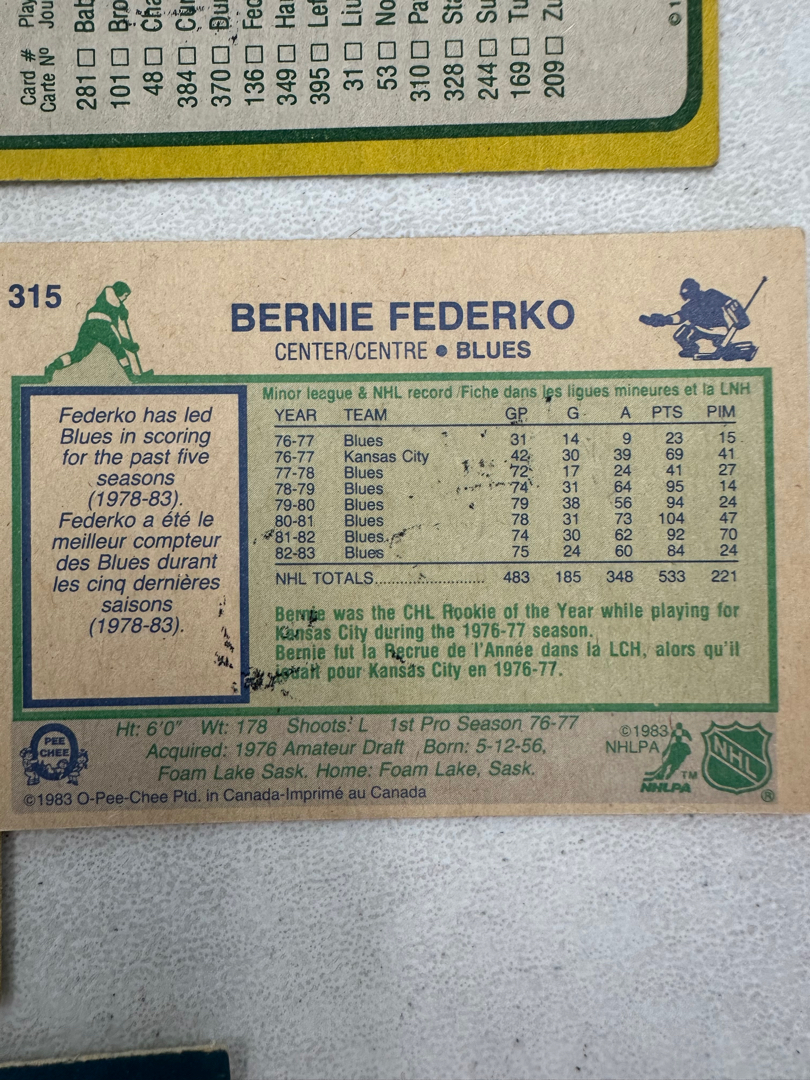 Card #
Carte Nº
281
101
48
384
370
136
349
395
31
53
310
328
244
169
209
315
BERNIE FEDERKO
CENTER/CENTRE • BLUES
Federko has led
Blues in scoring
for the past five
seasons
(1978-83).
Federko a été le
meilleur compteur
des Blues durant
les cinq dernières
saisons
(1978-83).
Minor league & NHL record/Fiche dans les ligues mineures et la LNH
YEAR TEAM GP G A PTS PIM
76-77 Blues 31 14 9 23 15
76-77 Kansas City 42 30 39 69 41
77-78 Blues 72 17 24 41 27
78-79 Blues 74 31 64 95 14
79-80 Blues 79 38 56 94 24
80-81 Blues 78 31 73 104 47
81-82 Blues 74 30 62 92 70
82-83 Blues 75 24 60 84 24
NHL TOTALS........................ 483 185 348 533 221
Bernie was the CHL Rookie of the Year while playing for
Kansas City during the 1976-77 season.
Bernie fut la Recrue de l'Année dans la LCH, alors qu'il
jouait pour Kansas City en 1976-77.
Ht: 6'0" Wt: 178 Shoots: L 1st Pro Season 76-77
Acquired: 1976 Amateur Draft Born: 5-12-56,
Foam Lake Sask. Home: Foam Lake, Sask.
O PEE CHEE
©1983
NHLPA
NHLPA
TM
NHL
®
©1983 O-Pee-Chee Ptd. in Canada-Imprimé au Canada